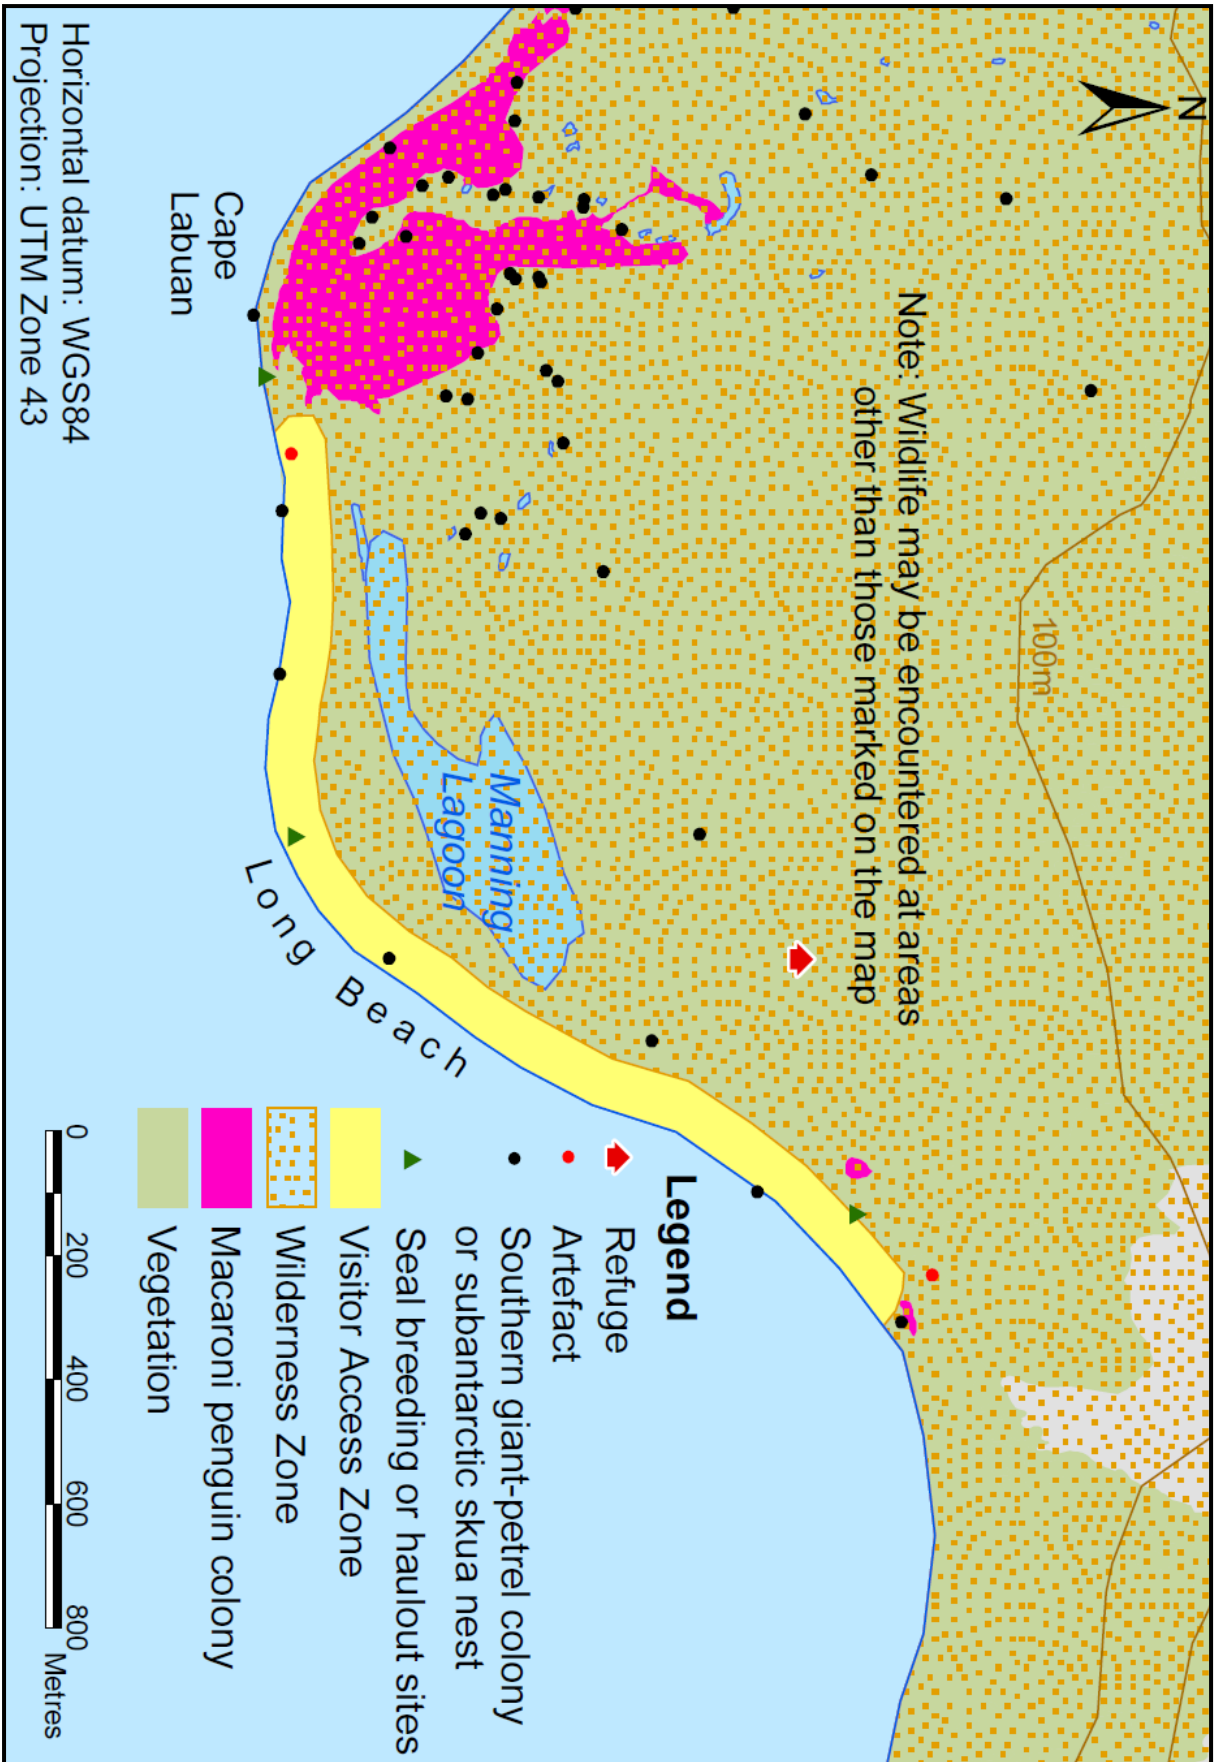 N
Note: Wildlife may be encountered at areas
other than those marked on the map
100m
Cape
Labuan
Manning
Lagoon
Long Beach
Legend
Refuge
Artefact
Southern giant-petrel colony
or subantarctic skua nest
Seal breeding or haulout sites
Visitor Access Zone
Wilderness Zone
Macaroni penguin colony
Vegetation
Horizontal datum: WGS84
Projection: UTM Zone 43
0 200 400 600 800 Metres